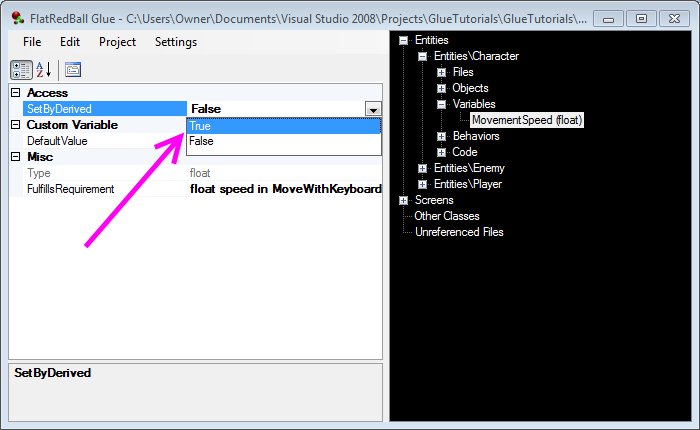 FlatRedBall Glue - C:\Users\Owner\Documents\Visual Studio 2008\Projects\GlueTutorials\GlueTutorials\...
File Edit Project Settings
Access
SetByDerived False
True
False
Custom Variable
DefaultValue
Misc
Type float
FulfillsRequirement float speed in MoveWithKeyboard
SetByDerived
Entities
Entities\Character
Files
Objects
Variables
MovementSpeed (float)
Behaviors
Code
Entities\Enemy
Entities\Player
Screens
Other Classes
Unreferenced Files